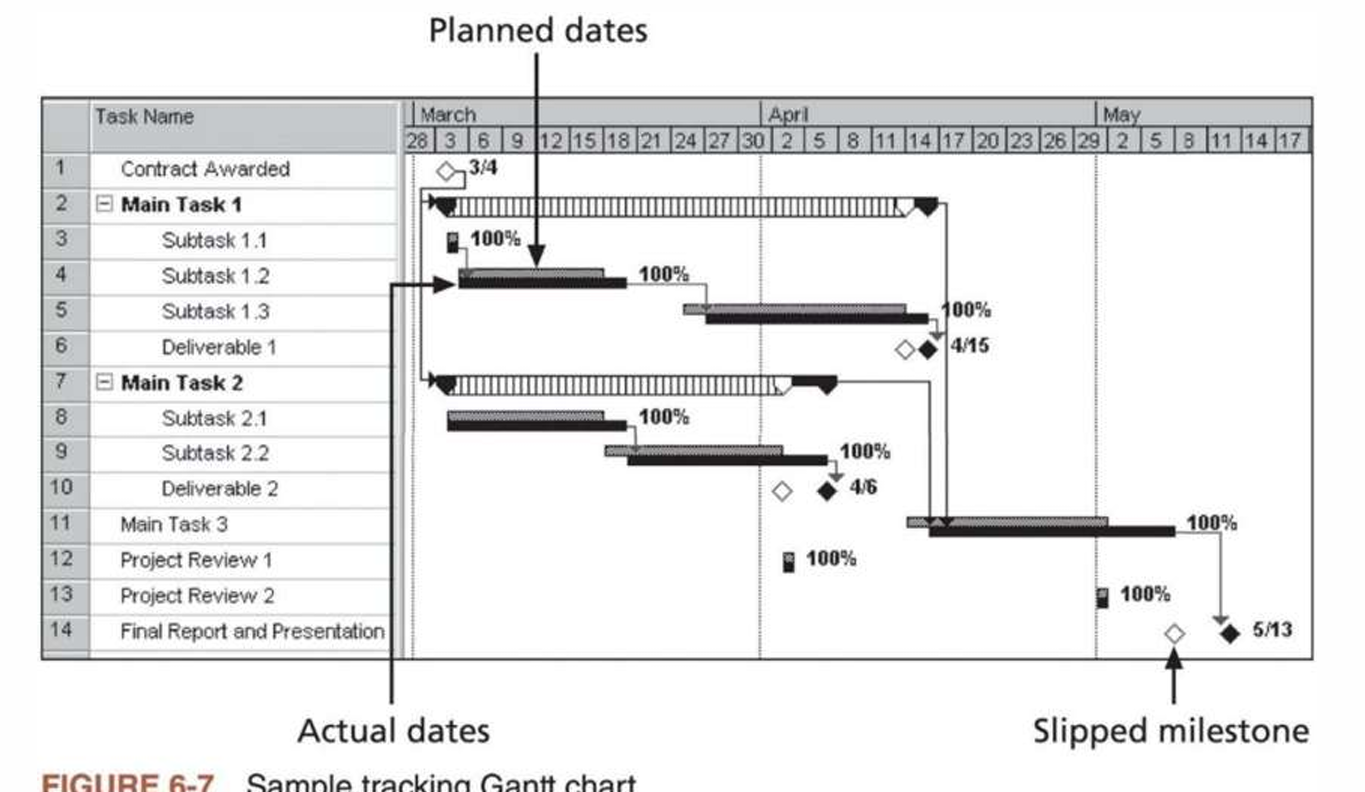 Planned dates
Task Name
March April May
28 3 6 9 12 15 18 21 24 27 30 2 5 8 11 14 17 20 23 26 29 2 5 8 11 14 17
1 Contract Awarded 3/4
2 Main Task 1
3 Subtask 1.1 100%
4 Subtask 1.2 100%
5 Subtask 1.3 100%
6 Deliverable 1 4/15
7 Main Task 2
8 Subtask 2.1 100%
9 Subtask 2.2 100%
10 Deliverable 2 4/6
11 Main Task 3 100%
12 Project Review 1 100%
13 Project Review 2 100%
14 Final Report and Presentation 5/13
Actual dates Slipped milestone
FIGURE 6-7 Sample tracking Gantt chart